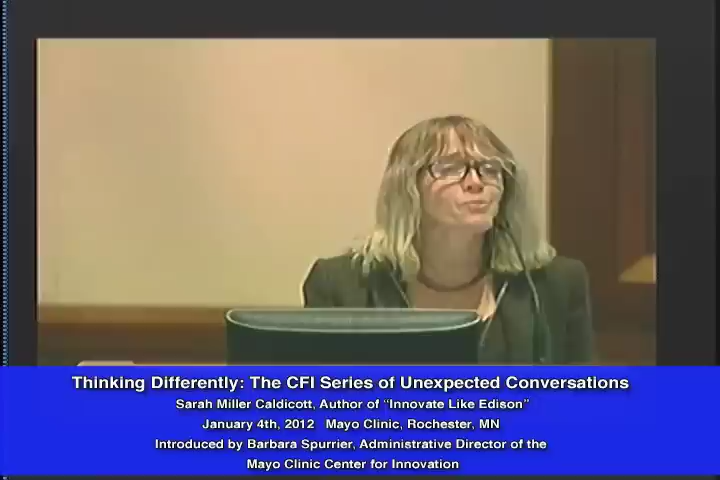 Thinking Differently: The CFI Series of Unexpected Conversations
Sarah Miller Caldicott, Author of “Innovate Like Edison”
January 4th, 2012 Mayo Clinic, Rochester, MN
Introduced by Barbara Spurrier, Administrative Director of the
Mayo Clinic Center for Innovation